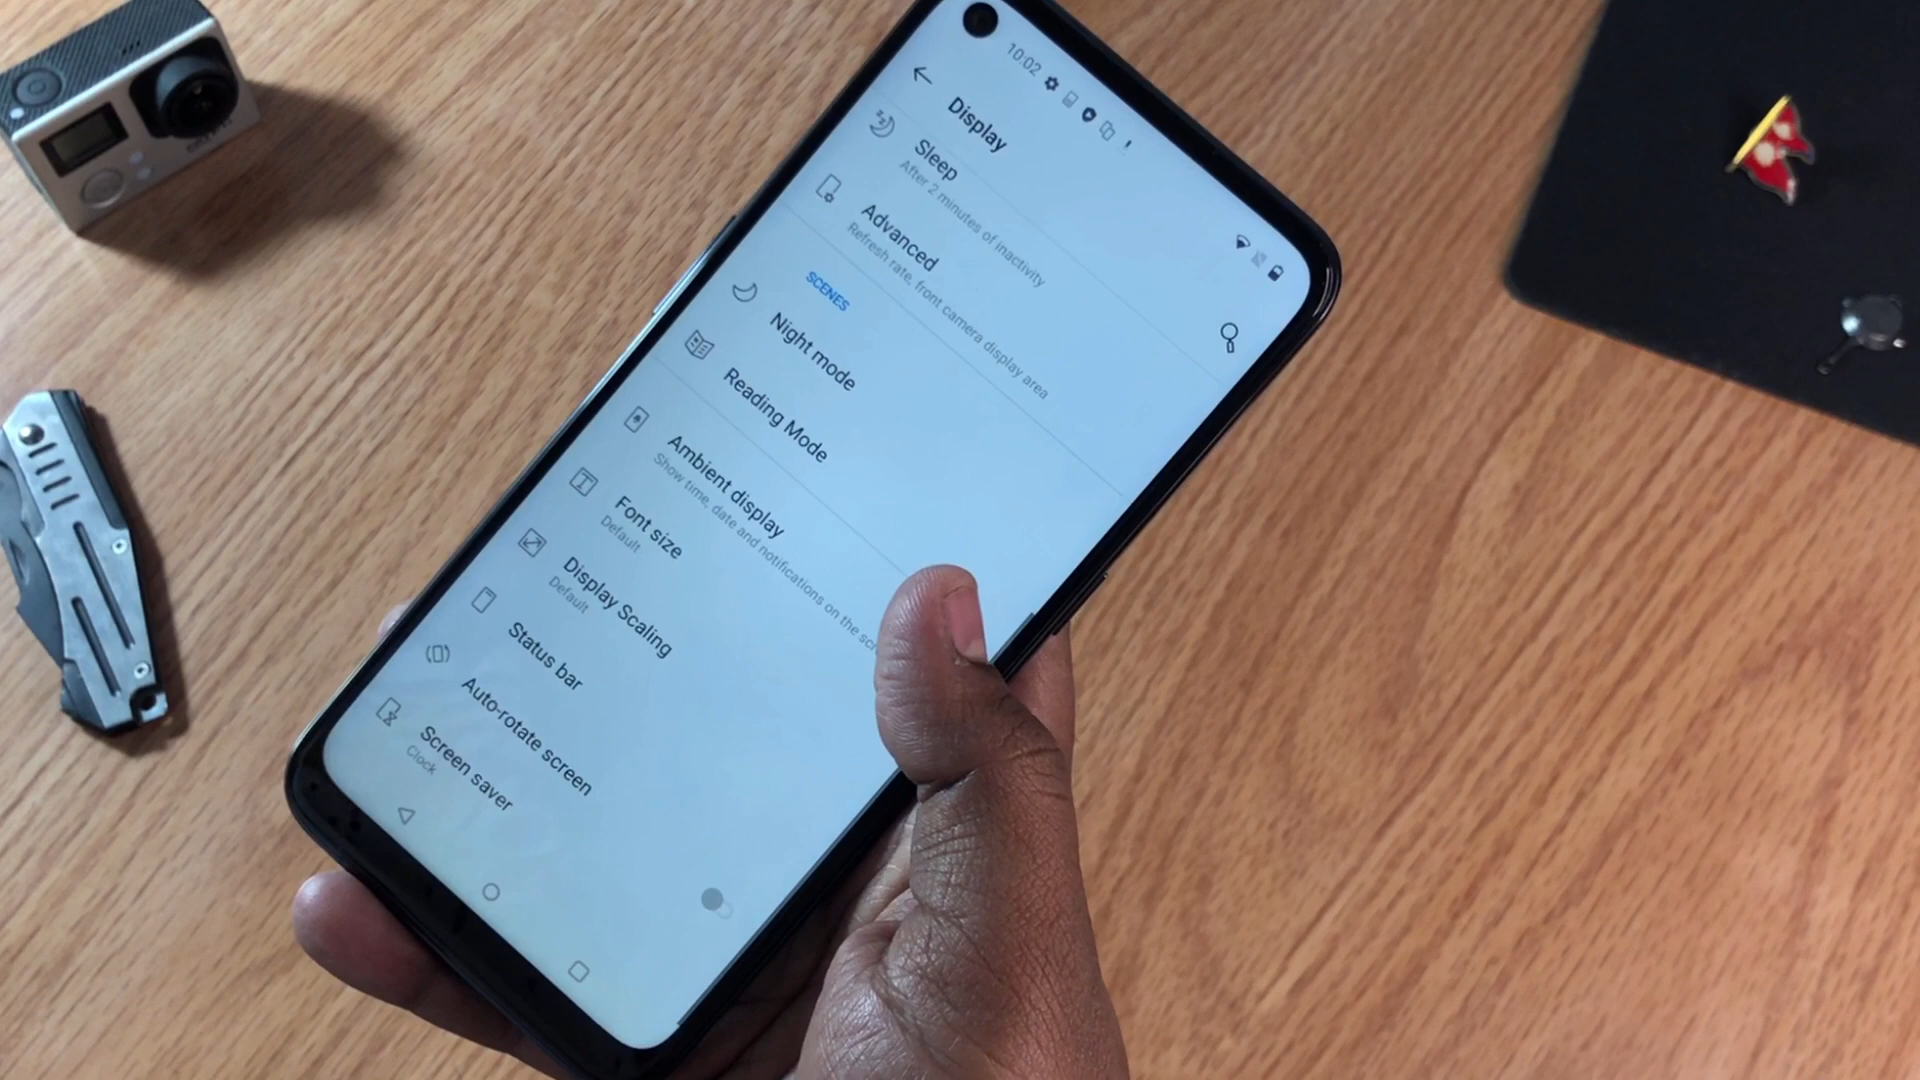 10:02
Display
Sleep
After 2 minutes of inactivity
Advanced
Refresh rate, front camera display area
SCENES
Night mode
Reading Mode
Ambient display
Show time, date and notifications on the
Font size
Default
Display Scaling
Default
Status bar
Auto-rotate screen
Screen saver
Clock